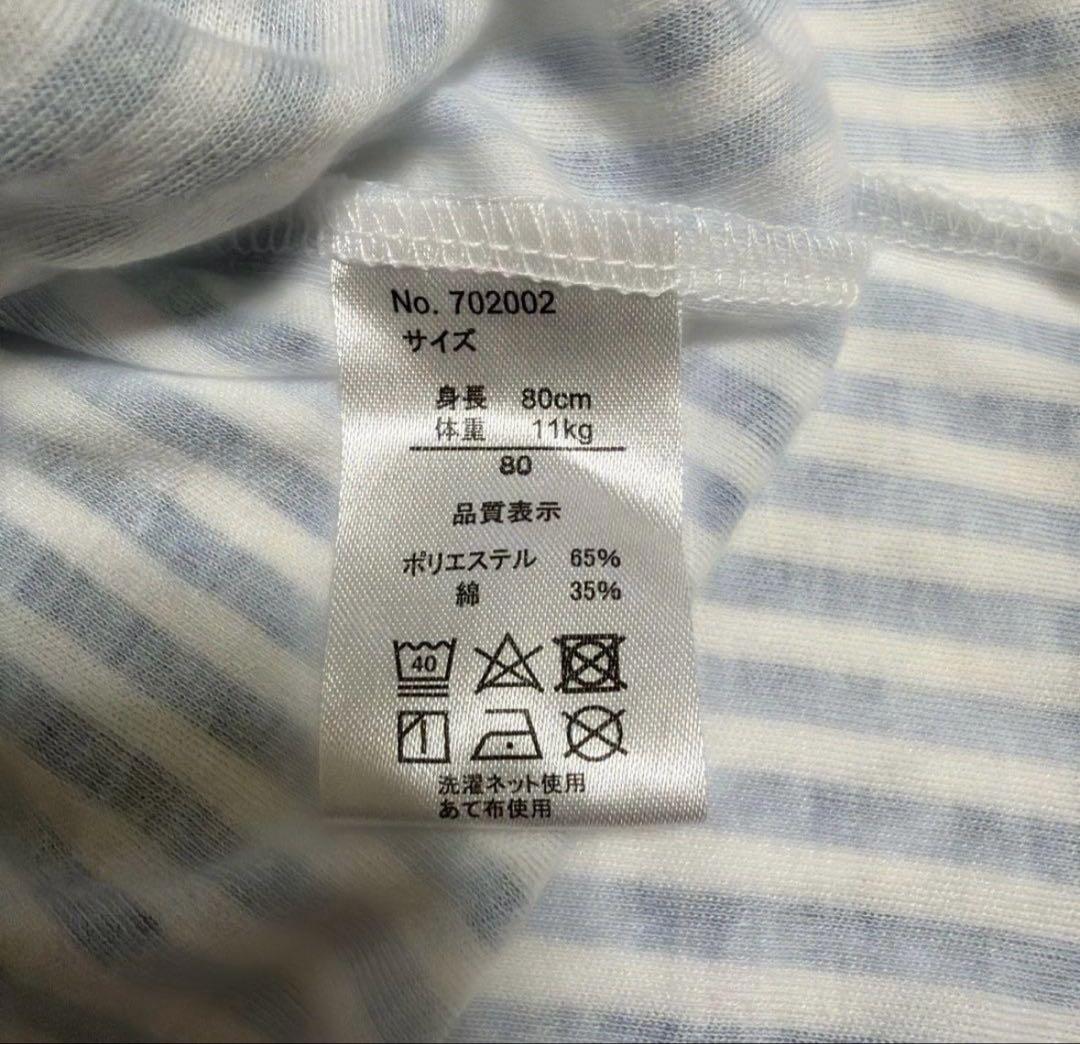 No. 702002
サイズ
身長 80cm
体重 11kg
80
品質表示
ポリエステル 65%
綿 35%
40
洗濯ネット使用
あて布使用